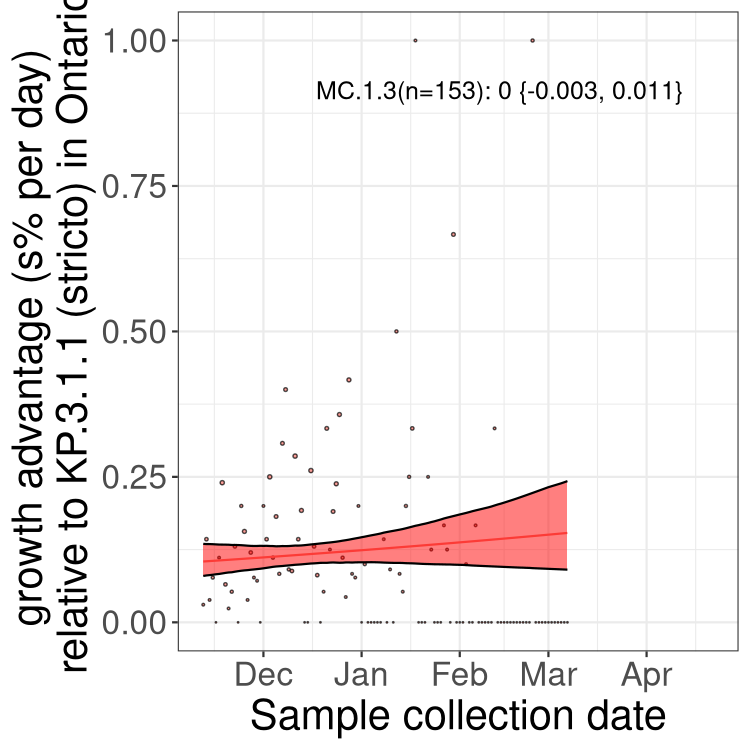 growth advantage (s% per day)
relative to KP.3.1.1 (stricto) in Ontario
1.00
0.75
0.50
0.25
0.00
MC.1.3(n=153): 0 {-0.003, 0.011}
Dec Jan Feb Mar Apr
Sample collection date